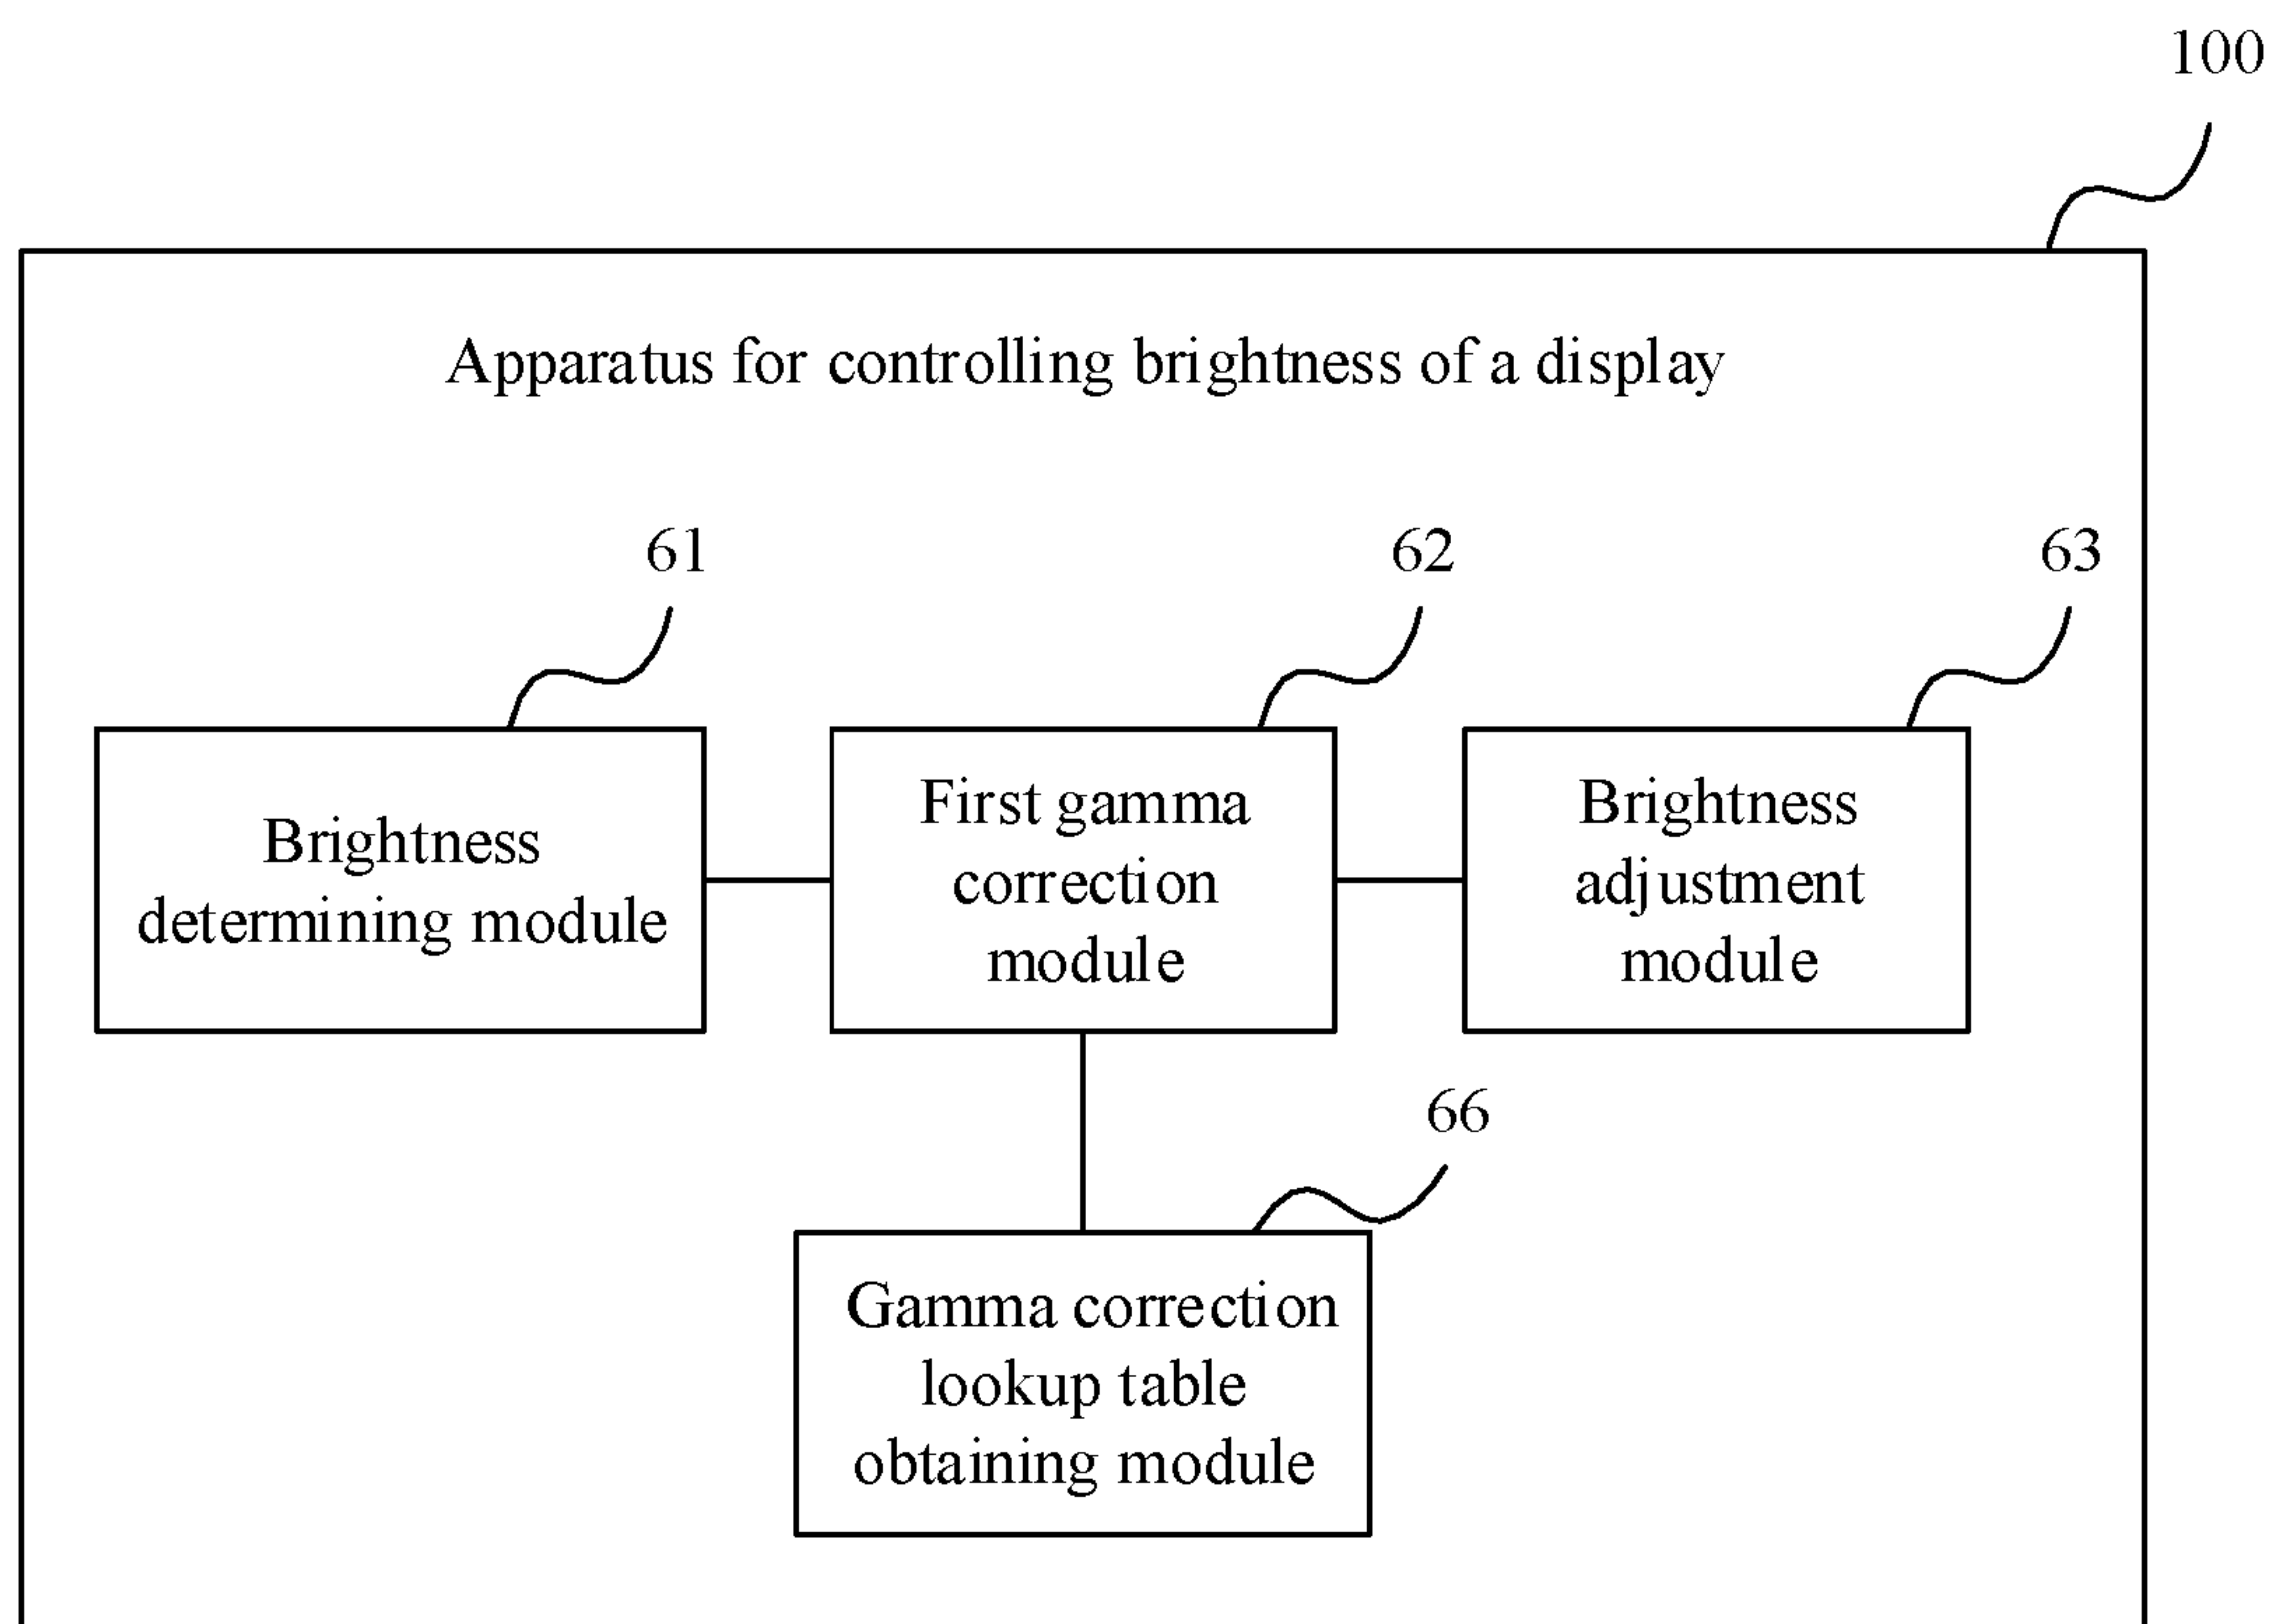 100
Apparatus for controlling brightness of a display
61
62
63
Brightness
determining module
First gamma
correction
module
Brightness
adjustment
module
66
Gamma correction
lookup table
obtaining module